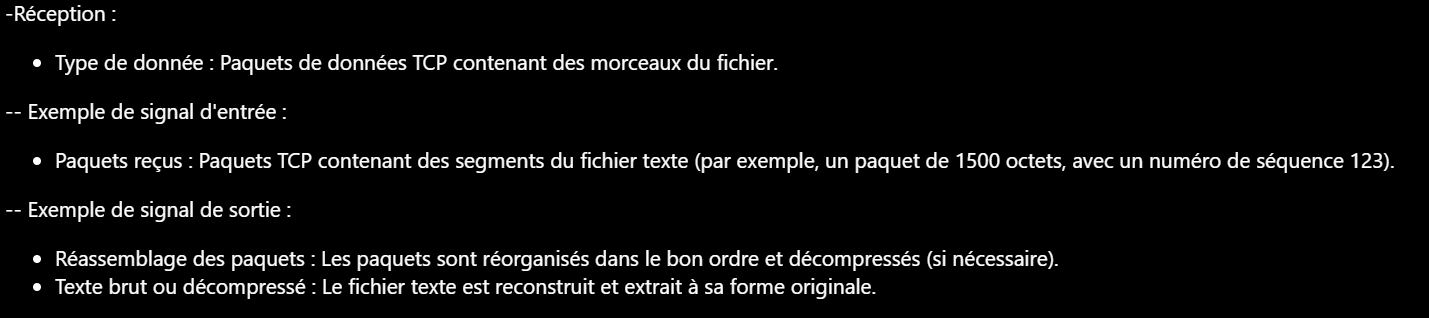 -Réception :
• Type de donnée : Paquets de données TCP contenant des morceaux du fichier.
-- Exemple de signal d'entrée :
• Paquets reçus : Paquets TCP contenant des segments du fichier texte (par exemple, un paquet de 1500 octets, avec un numéro de séquence 123).
-- Exemple de signal de sortie :
• Réassemblage des paquets : Les paquets sont réorganisés dans le bon ordre et décompressés (si nécessaire).
• Texte brut ou décompressé : Le fichier texte est reconstruit et extrait à sa forme originale.